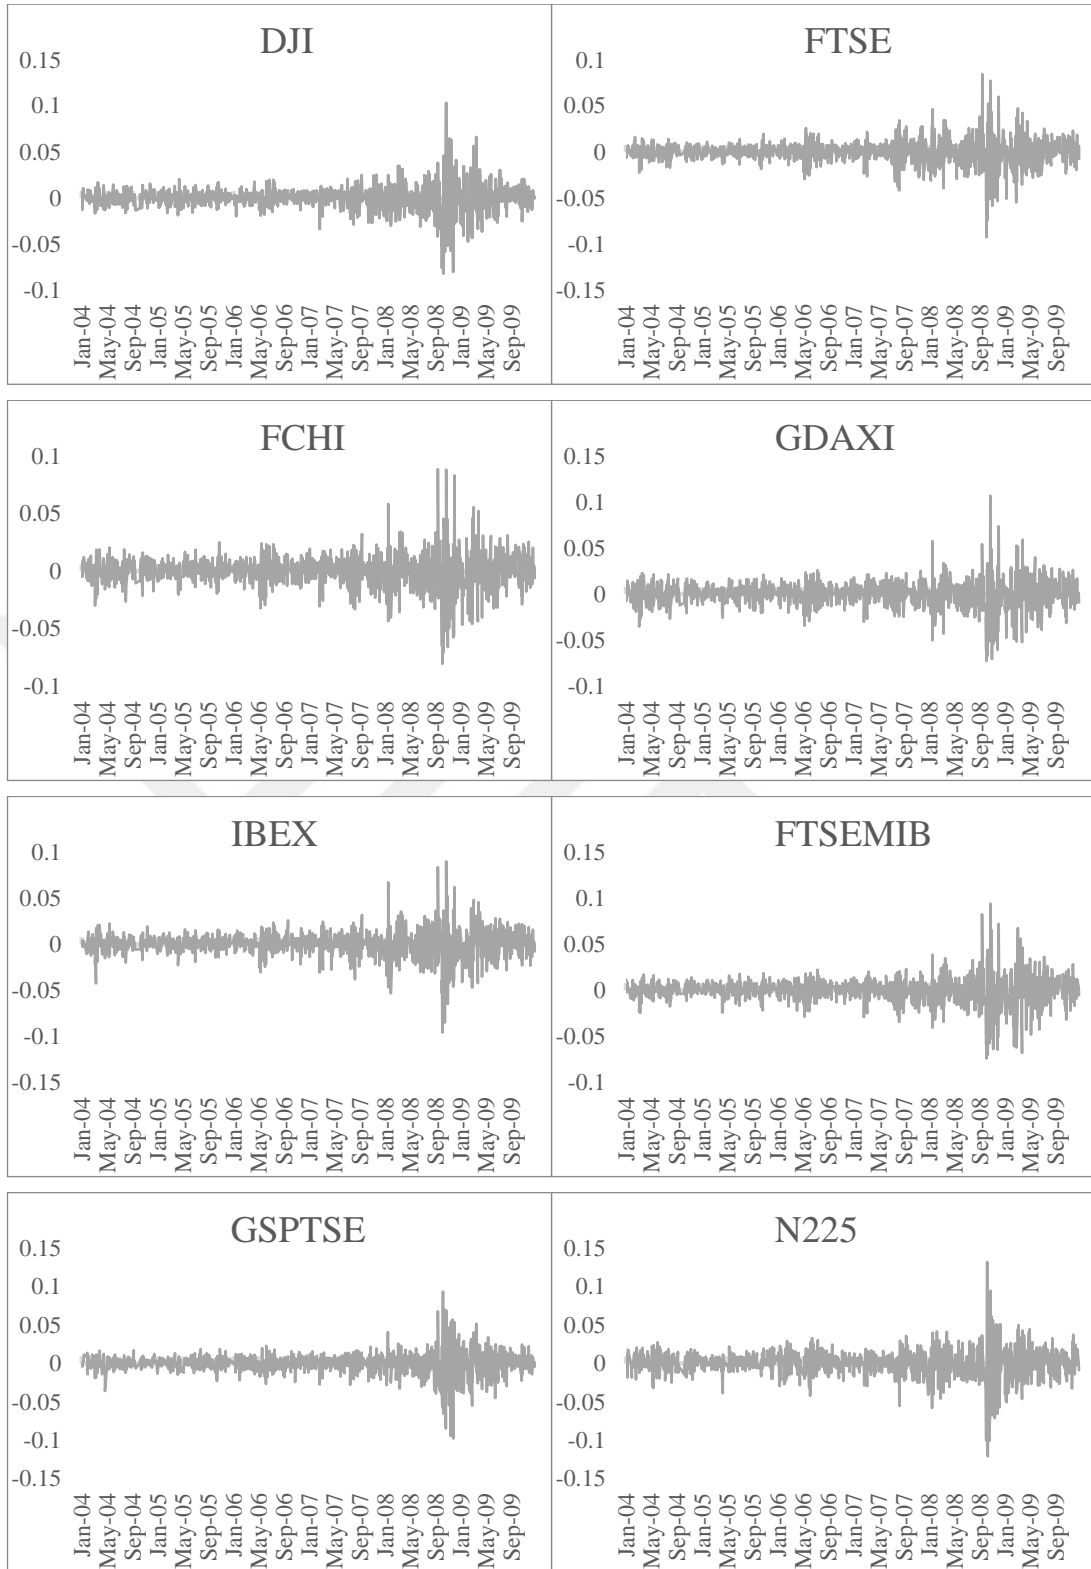 DJI
0.15
0.1
0.05
0
-0.05
-0.1
Jan-04
May-04
Sep-04
Jan-05
May-05
Sep-05
Jan-06
May-06
Sep-06
Jan-07
May-07
Sep-07
Jan-08
May-08
Sep-08
Jan-09
May-09
Sep-09
FTSE
0.1
0.05
0
-0.05
-0.1
-0.15
Jan-04
May-04
Sep-04
Jan-05
May-05
Sep-05
Jan-06
May-06
Sep-06
Jan-07
May-07
Sep-07
Jan-08
May-08
Sep-08
Jan-09
May-09
Sep-09
FCHI
0.1
0.05
0
-0.05
-0.1
Jan-04
May-04
Sep-04
Jan-05
May-05
Sep-05
Jan-06
May-06
Sep-06
Jan-07
May-07
Sep-07
Jan-08
May-08
Sep-08
Jan-09
May-09
Sep-09
GDAXI
0.15
0.1
0.05
0
-0.05
-0.1
Jan-04
May-04
Sep-04
Jan-05
May-05
Sep-05
Jan-06
May-06
Sep-06
Jan-07
May-07
Sep-07
Jan-08
May-08
Sep-08
Jan-09
May-09
Sep-09
IBEX
0.1
0.05
0
-0.05
-0.1
-0.15
Jan-04
May-04
Sep-04
Jan-05
May-05
Sep-05
Jan-06
May-06
Sep-06
Jan-07
May-07
Sep-07
Jan-08
May-08
Sep-08
Jan-09
May-09
Sep-09
FTSEMIB
0.15
0.1
0.05
0
-0.05
-0.1
Jan-04
May-04
Sep-04
Jan-05
May-05
Sep-05
Jan-06
May-06
Sep-06
Jan-07
May-07
Sep-07
Jan-08
May-08
Sep-08
Jan-09
May-09
Sep-09
GSPTSE
0.15
0.1
0.05
0
-0.05
-0.1
-0.15
Jan-04
May-04
Sep-04
Jan-05
May-05
Sep-05
Jan-06
May-06
Sep-06
Jan-07
May-07
Sep-07
Jan-08
May-08
Sep-08
Jan-09
May-09
Sep-09
N225
0.15
0.1
0.05
0
-0.05
-0.1
-0.15
Jan-04
May-04
Sep-04
Jan-05
May-05
Sep-05
Jan-06
May-06
Sep-06
Jan-07
May-07
Sep-07
Jan-08
May-08
Sep-08
Jan-09
May-09
Sep-09